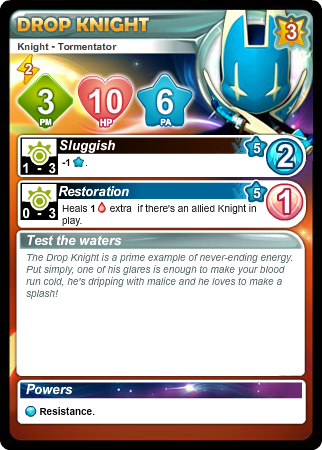 DROP KNIGHT
3
Knight - Tormentator
2
3
PM
10
HP
6
PA
Sluggish
5
2
1 - 3
-1 .
Restoration
5
1
0 - 3
Heals 1 extra if there's an allied Knight in
play.
Test the waters
The Drop Knight is a prime example of never-ending energy.
Put simply, one of his glares is enough to make your blood
run cold, he's dripping with malice and he loves to make a
splash!
Powers
Resistance.